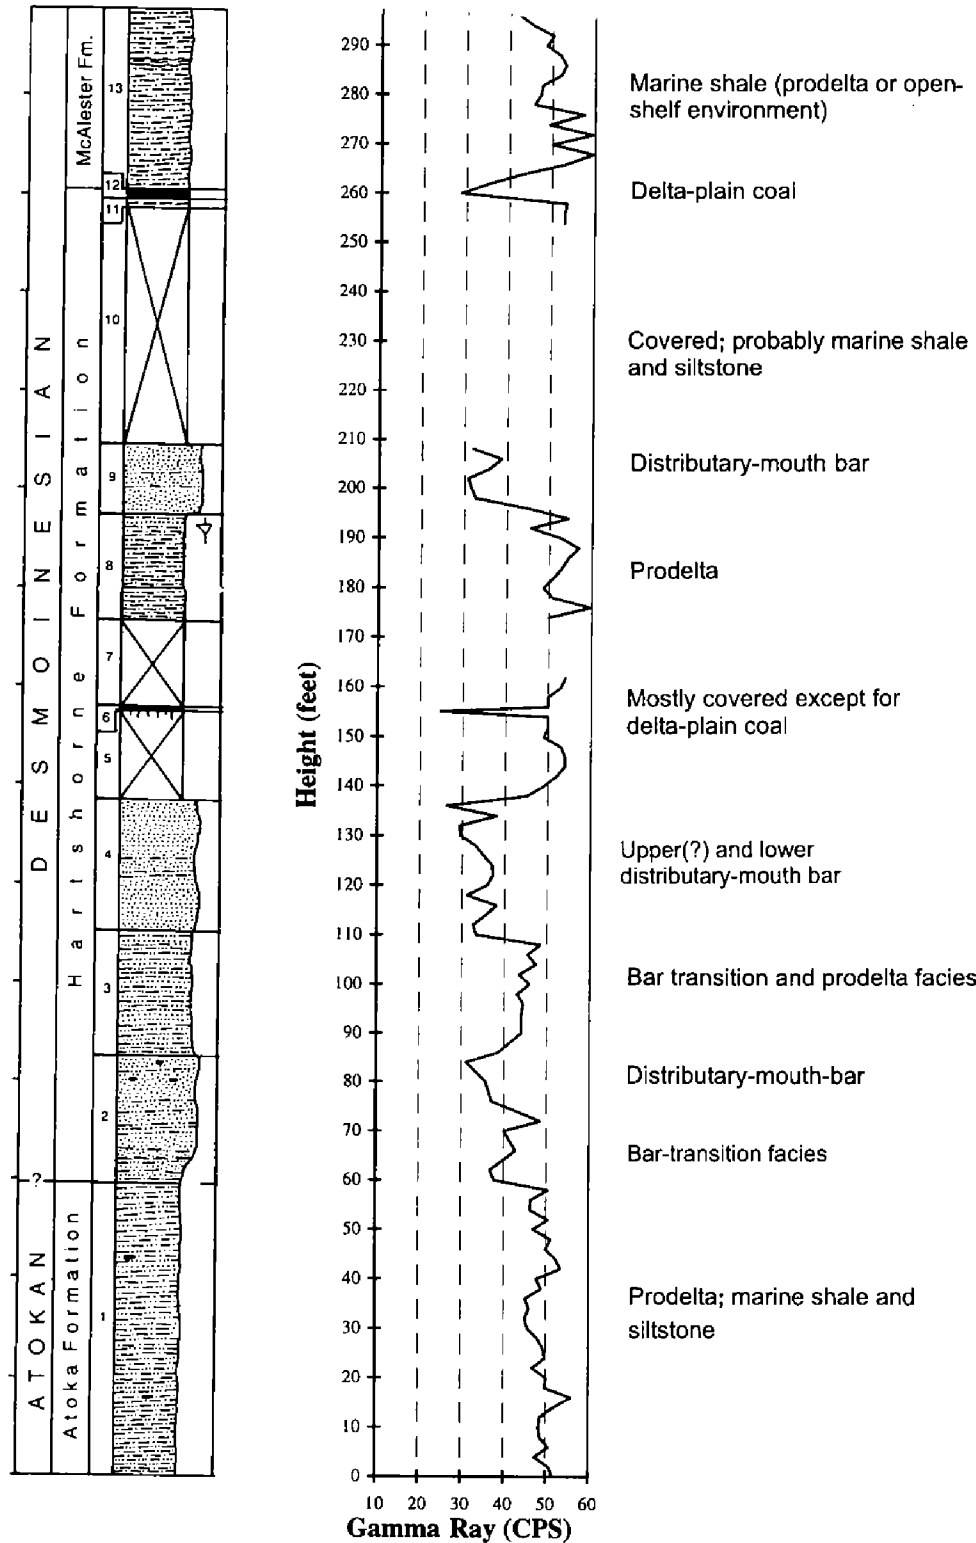 DESMOINESIAN
ATOKAN
?
McAlester Fm.
Hartshorne Formation
Atoka Formation
13
12
11
10
9
8
7
6
5
4
3
2
1
290
280
270
260
250
240
230
220
210
200
190
180
170
160
150
140
130
120
110
100
90
80
70
60
50
40
30
20
10
0
Height (feet)
10 20 30 40 50 60
Gamma Ray (CPS)
Marine shale (prodelta or open-
shelf environment)
Delta-plain coal
Covered; probably marine shale
and siltstone
Distributary-mouth bar
Prodelta
Mostly covered except for
delta-plain coal
Upper(?) and lower
distributary-mouth bar
Bar transition and prodelta facies
Distributary-mouth-bar
Bar-transition facies
Prodelta; marine shale and
siltstone